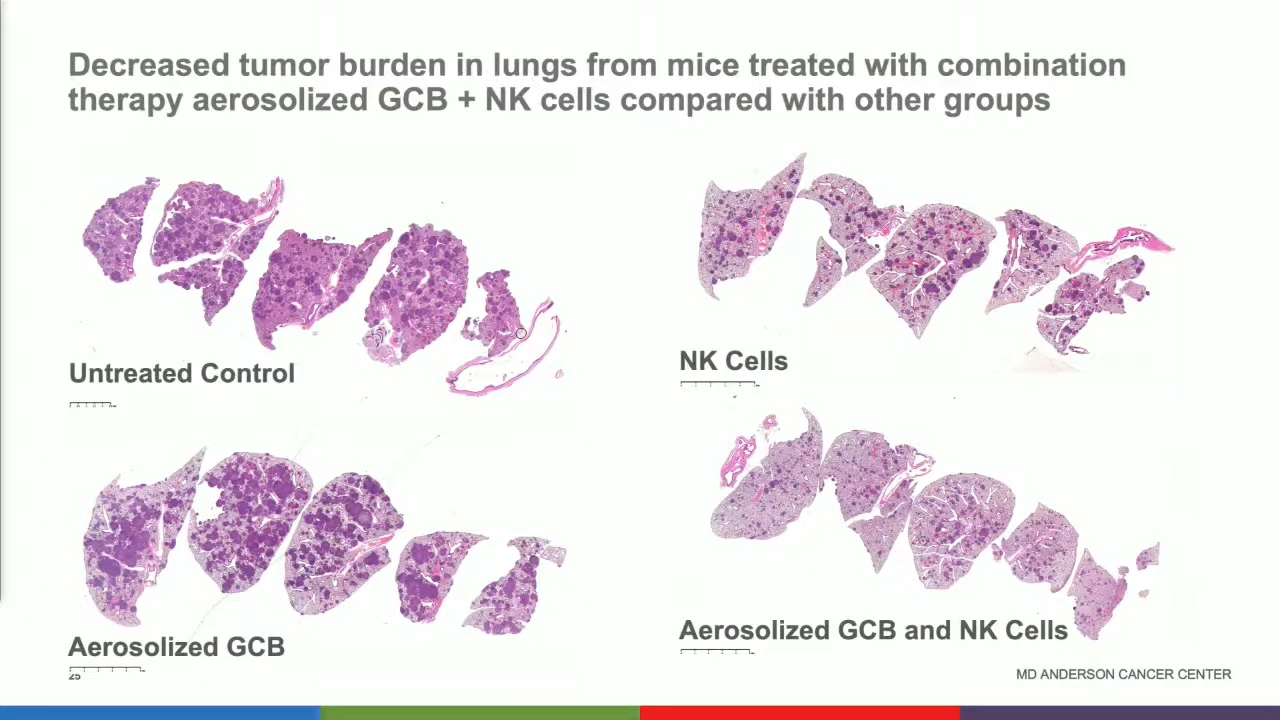 Decreased tumor burden in lungs from mice treated with combination
therapy aerosolized GCB + NK cells compared with other groups
Untreated Control
NK Cells
Aerosolized GCB
Aerosolized GCB and NK Cells
25
MD ANDERSON CANCER CENTER